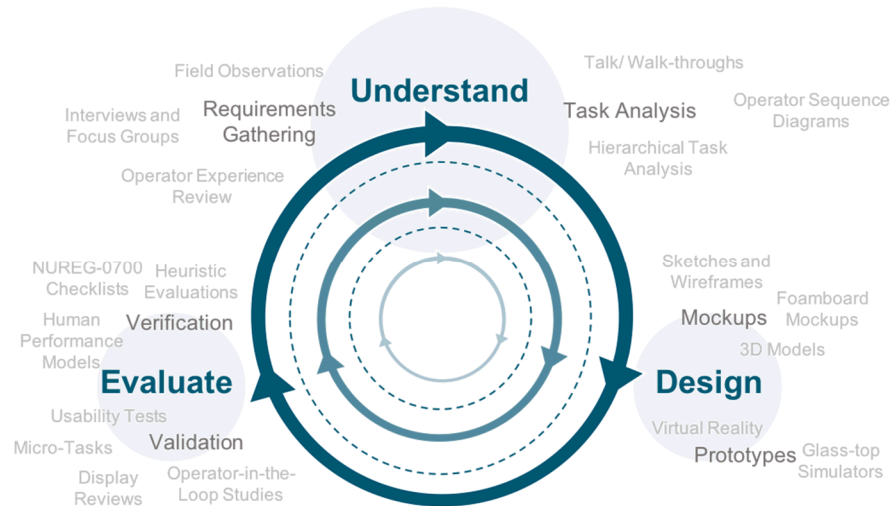 Understand
Field Observations
Requirements
Gathering
Interviews and
Focus Groups
Operator Experience
Review
Talk/ Walk-throughs
Task Analysis
Operator Sequence
Diagrams
Hierarchical Task
Analysis
Sketches and
Wireframes
Foamboard
Mockups
Mockups
3D Models
Design
Virtual Reality
Prototypes
Glass-top
Simulators
NUREG-0700
Checklists
Heuristic
Evaluations
Human
Performance
Models
Verification
Evaluate
Usability Tests
Micro-Tasks
Validation
Display
Reviews
Operator-in-the-
Loop Studies